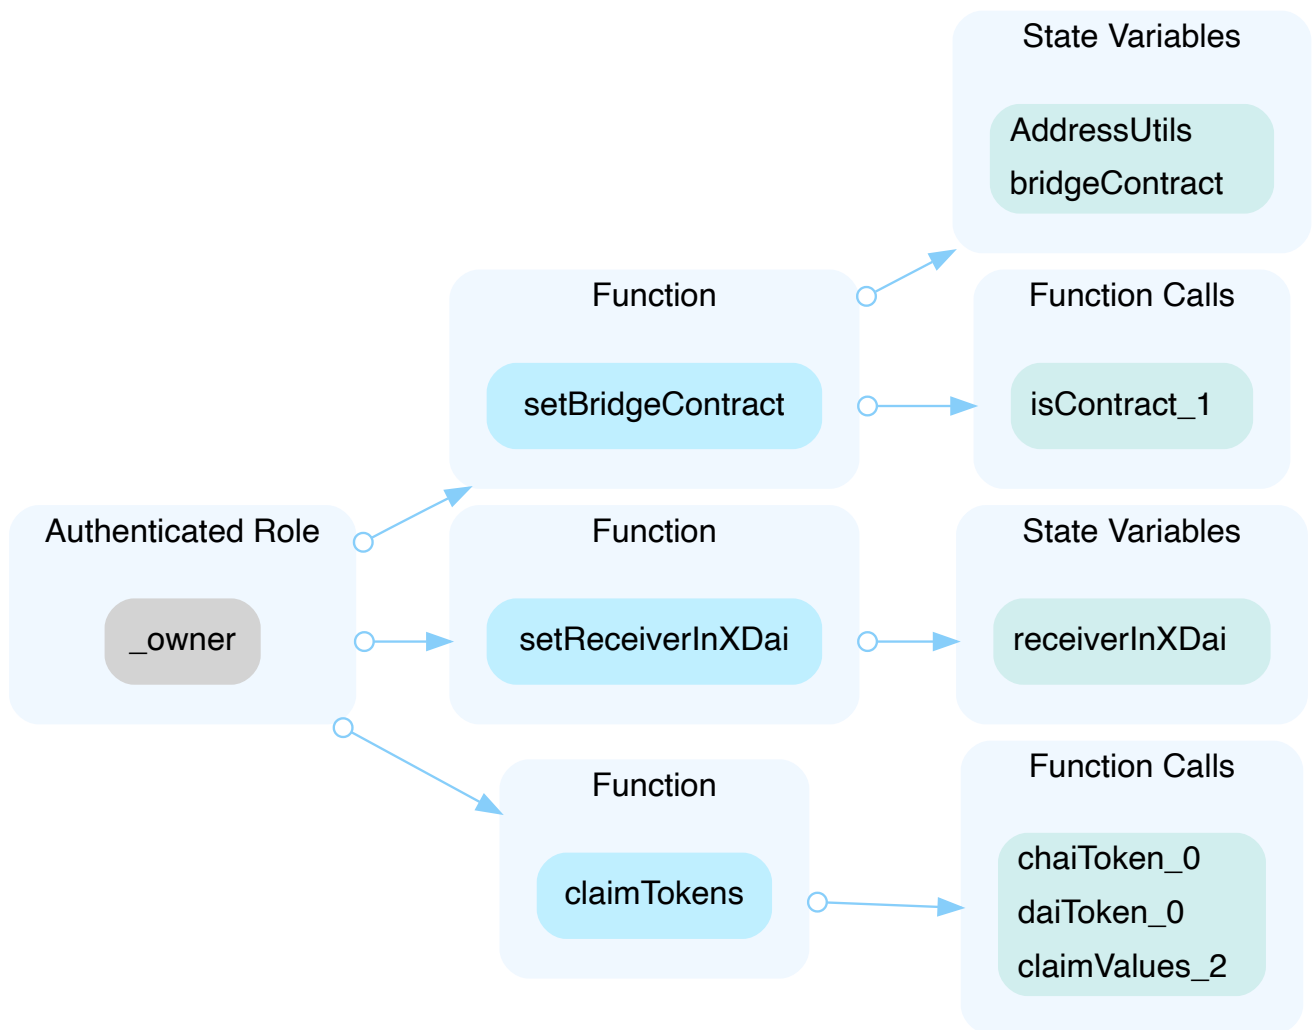 State Variables
AddressUtils
bridgeContract
Function
setBridgeContract
Function Calls
isContract_1
Authenticated Role
_owner
Function
setReceiverInXDai
State Variables
receiverInXDai
Function
claimTokens
Function Calls
chaiToken_0
daiToken_0
claimValues_2